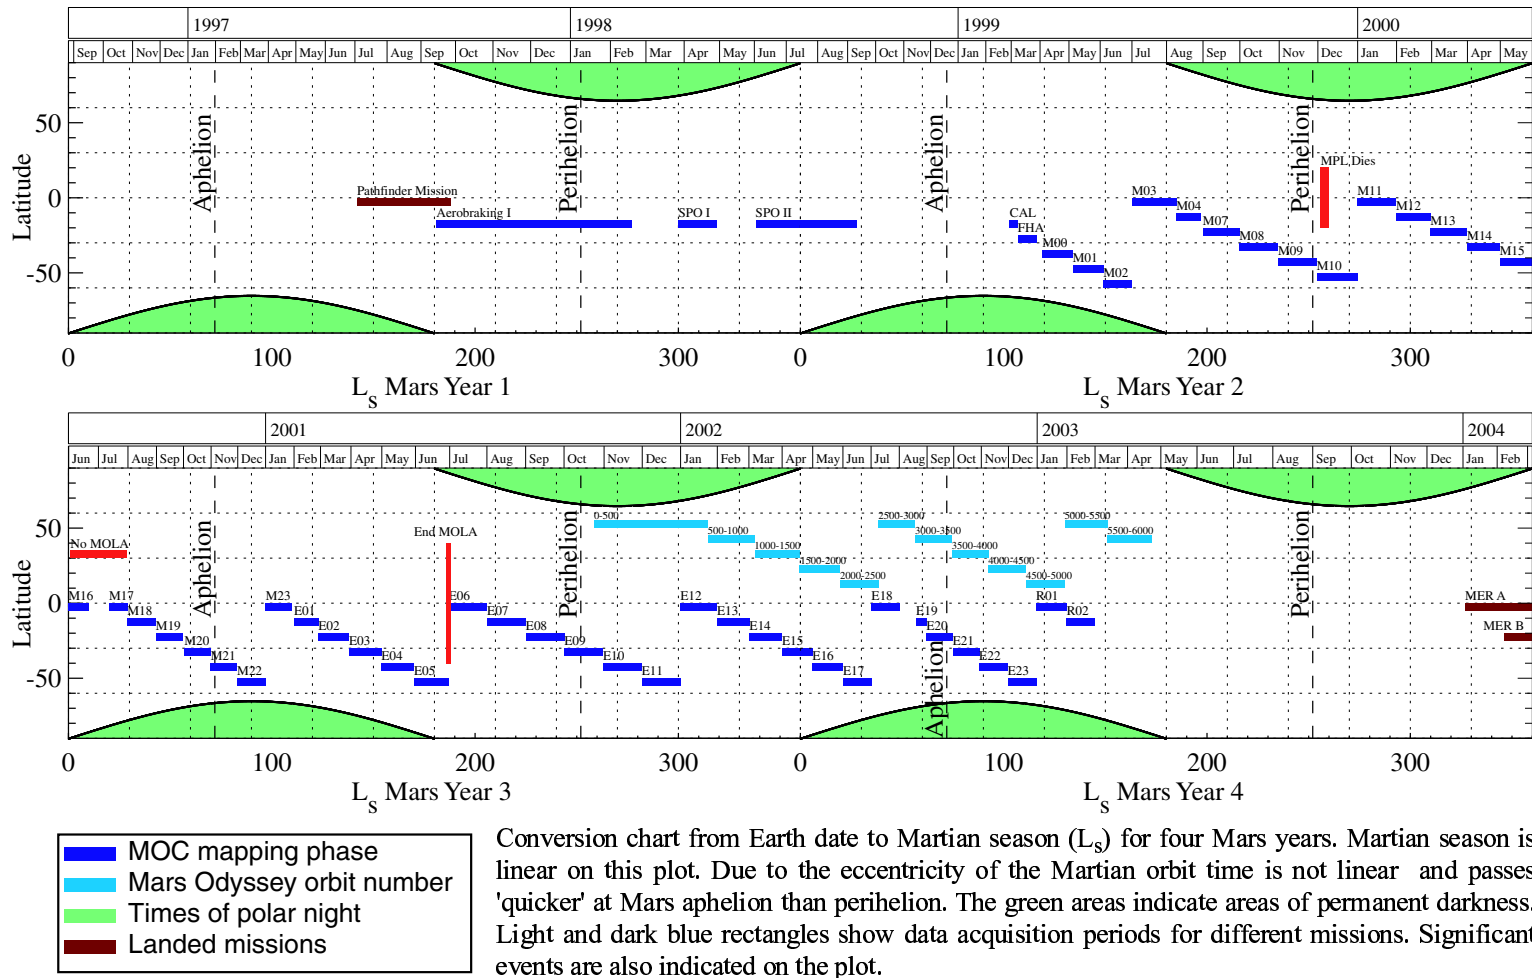 1997 1998 1999 2000
Sep Oct Nov Dec Jan Feb Mar Apr May Jun Jul Aug Sep Oct Nov Dec Jan Feb Mar Apr May Jun Jul Aug Sep Oct Nov Dec Jan Feb Mar Apr May Jun Jul Aug Sep Oct Nov Dec Jan Feb Mar Apr May
Latitude
50
0
-50
Aphelion
Perihelion
Aphelion
Perihelion
MPL Dies
Pathfinder Mission
Aerobraking I
SPO I
SPO II
CAL
FHA
M00
M01
M02
M03
M04
M07
M08
M09
M10
M11
M12
M13
M14
M15
0 100 200 300 0 100 200 300
Ls Mars Year 1
Ls Mars Year 2
2001 2002 2003 2004
Jun Jul Aug Sep Oct Nov Dec Jan Feb Mar Apr May Jun Jul Aug Sep Oct Nov Dec Jan Feb Mar Apr May Jun Jul Aug Sep Oct Nov Dec Jan Feb Mar Apr May Jun Jul Aug Sep Oct Nov Dec Jan Feb
Latitude
50
0
-50
No MOLA
Aphelion
End MOLA
Perihelion
Aphelion
Perihelion
0-500
500-1000
1000-1500
1500-2000
2000-2500
2500-3000
3000-3500
3500-4000
4000-4500
4500-5000
5000-5500
5500-6000
M16
M17
M18
M19
M20
M21
M22
M23
E01
E02
E03
E04
E05
E06
E07
E08
E09
E10
E11
E12
E13
E14
E15
E16
E17
E18
E19
E20
E21
E22
E23
R01
R02
MER A
MER B
0 100 200 300 0 100 200 300
Ls Mars Year 3
Ls Mars Year 4
MOC mapping phase
Mars Odyssey orbit number
Times of polar night
Landed missions
Conversion chart from Earth date to Martian season (Ls) for four Mars years. Martian season is
linear on this plot. Due to the eccentricity of the Martian orbit time is not linear and passes
'quicker' at Mars aphelion than perihelion. The green areas indicate areas of permanent darkness.
Light and dark blue rectangles show data acquisition periods for different missions. Significant
events are also indicated on the plot.